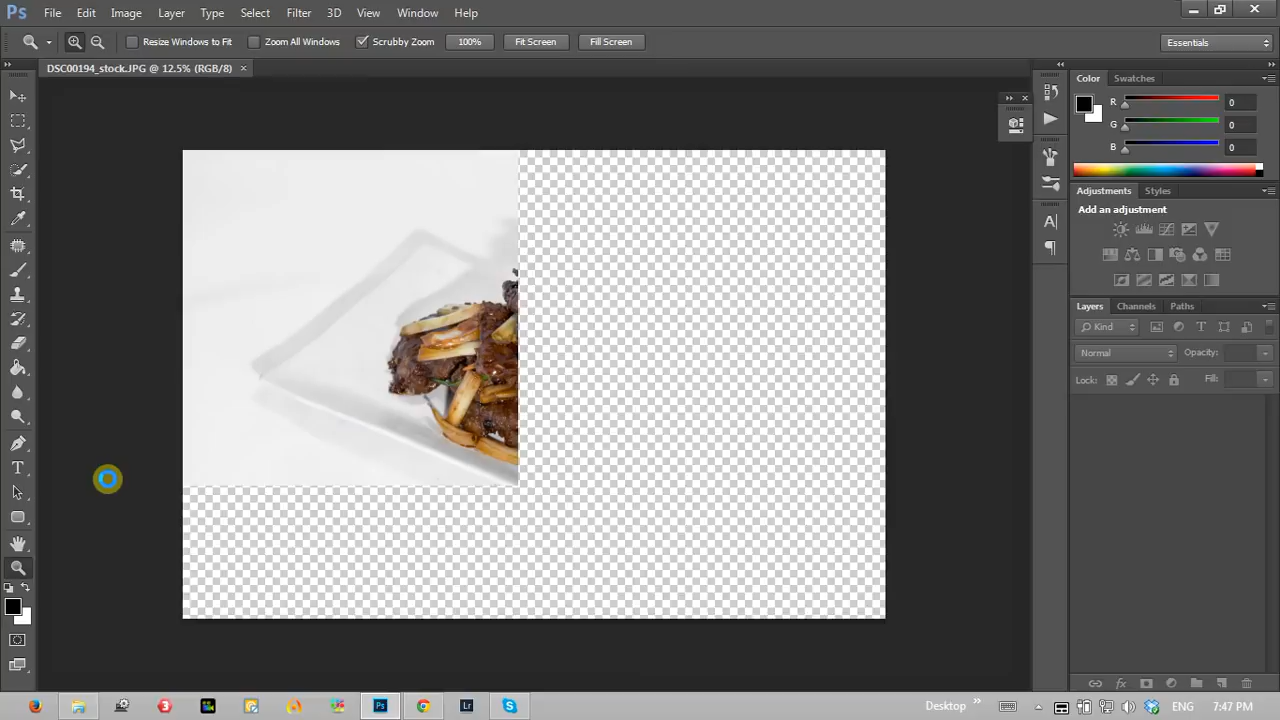 Ps File Edit Image Layer Type Select Filter 3D View Window Help
Resize Windows to Fit Zoom All Windows Scrubby Zoom 100% Fit Screen Fill Screen Essentials
DSC00194_stock.JPG @ 12.5% (RGB/8) ×
Color Swatches
R 0
G 0
B 0
Adjustments Styles
Add an adjustment
Layers Channels Paths
Kind
Normal Opacity:
Lock: Fill:
Ps Lr Desktop ENG 7:47 PM